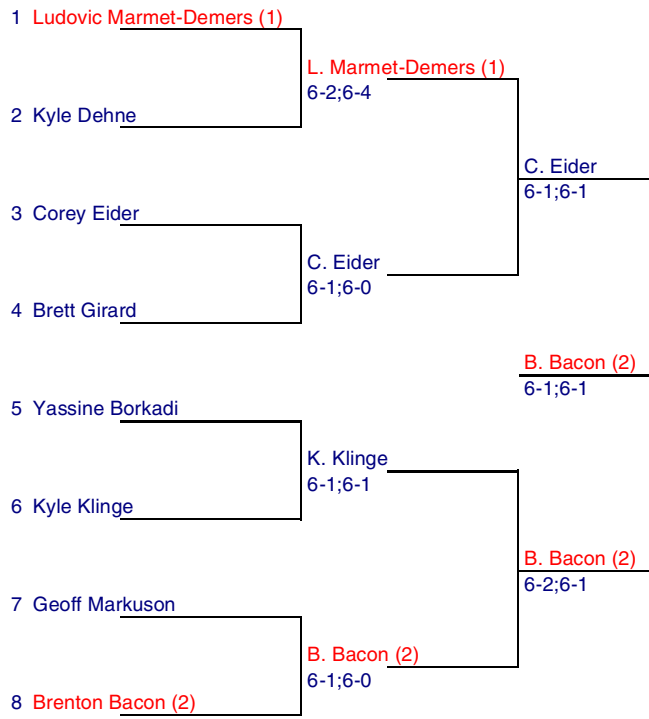 1 Ludovic Marmet-Demers (1)
L. Marmet-Demers (1)
6-2;6-4
2 Kyle Dehne
C. Eider
6-1;6-1
3 Corey Eider
C. Eider
6-1;6-0
4 Brett Girard
B. Bacon (2)
6-1;6-1
5 Yassine Borkadi
K. Klinge
6-1;6-1
6 Kyle Klinge
B. Bacon (2)
6-2;6-1
7 Geoff Markuson
B. Bacon (2)
6-1;6-0
8 Brenton Bacon (2)